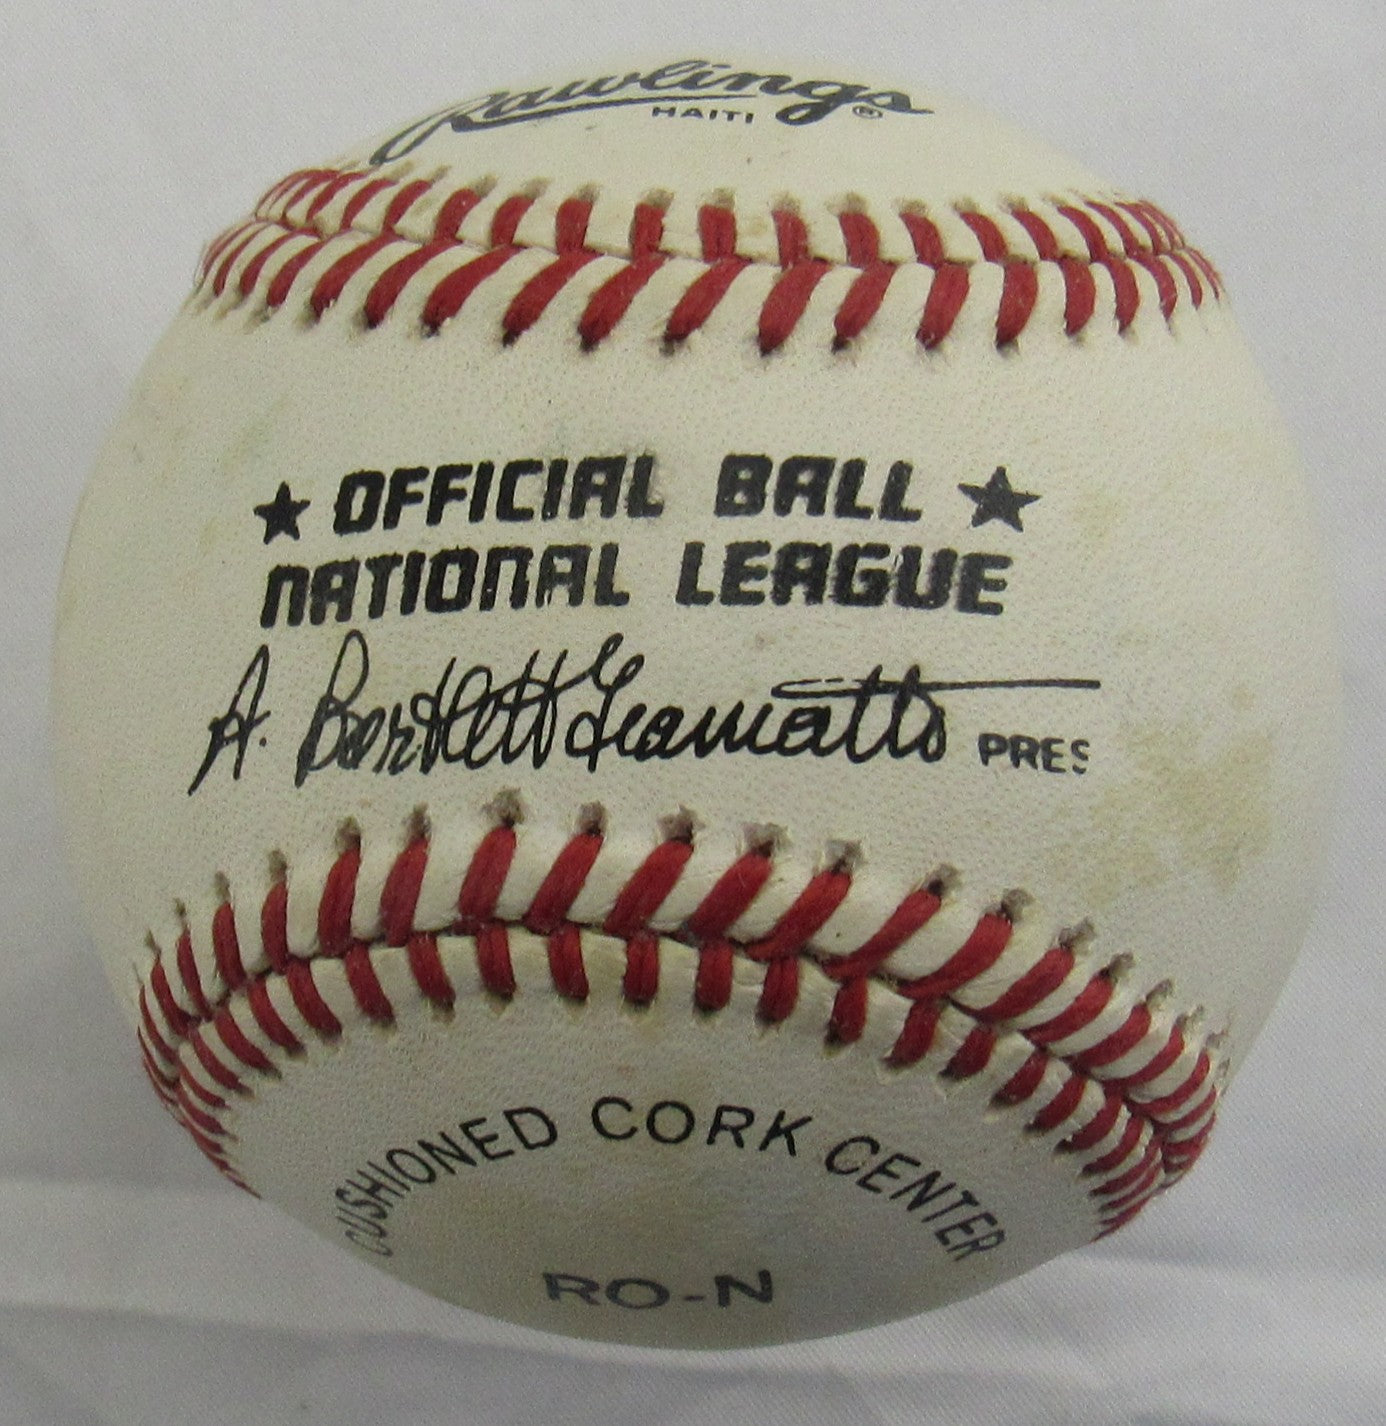 Rawlings ®
HAITI
★ OFFICIAL BALL ★
NATIONAL LEAGUE
A. Bartlett Giamatti PRES
CUSHIONED CORK CENTER
RO-N